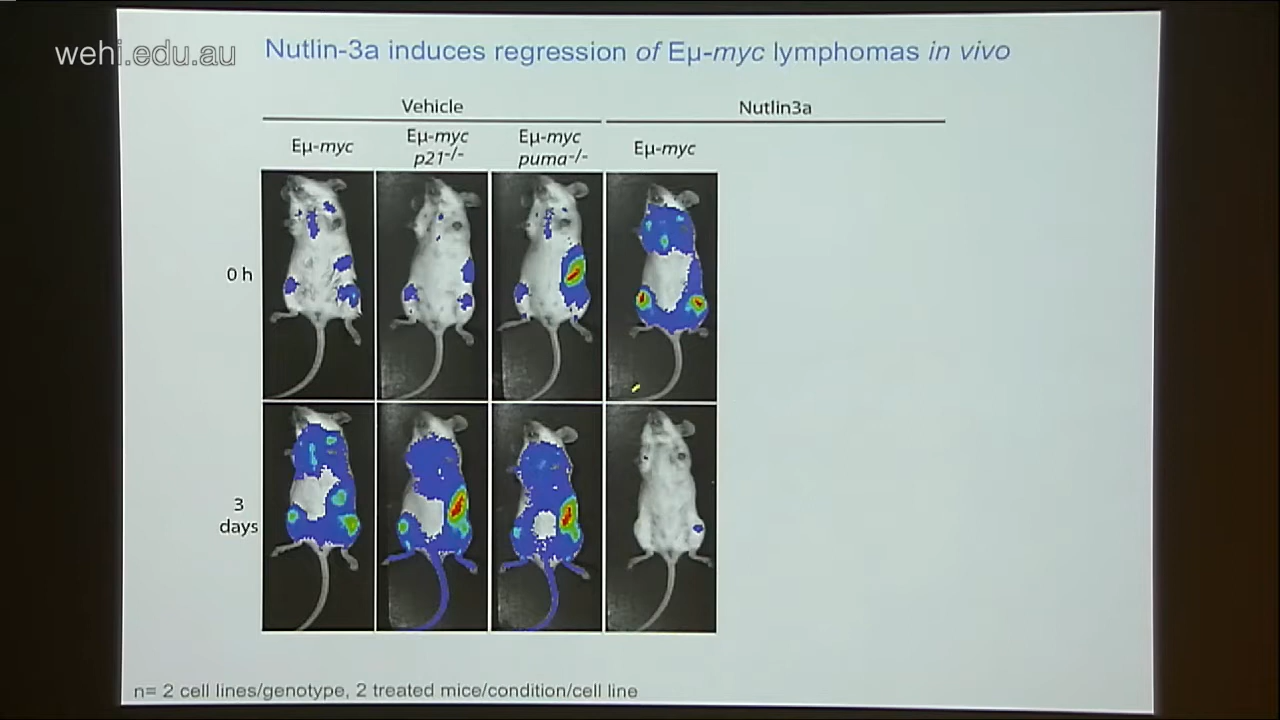 wehi.edu.au
Nutlin-3a induces regression of Eμ-myc lymphomas in vivo
Vehicle
Nutlin3a
Eμ-myc
Eμ-myc
p21-/-
Eμ-myc
puma-/-
Eμ-myc
0 h
3
days
n= 2 cell lines/genotype, 2 treated mice/condition/cell line